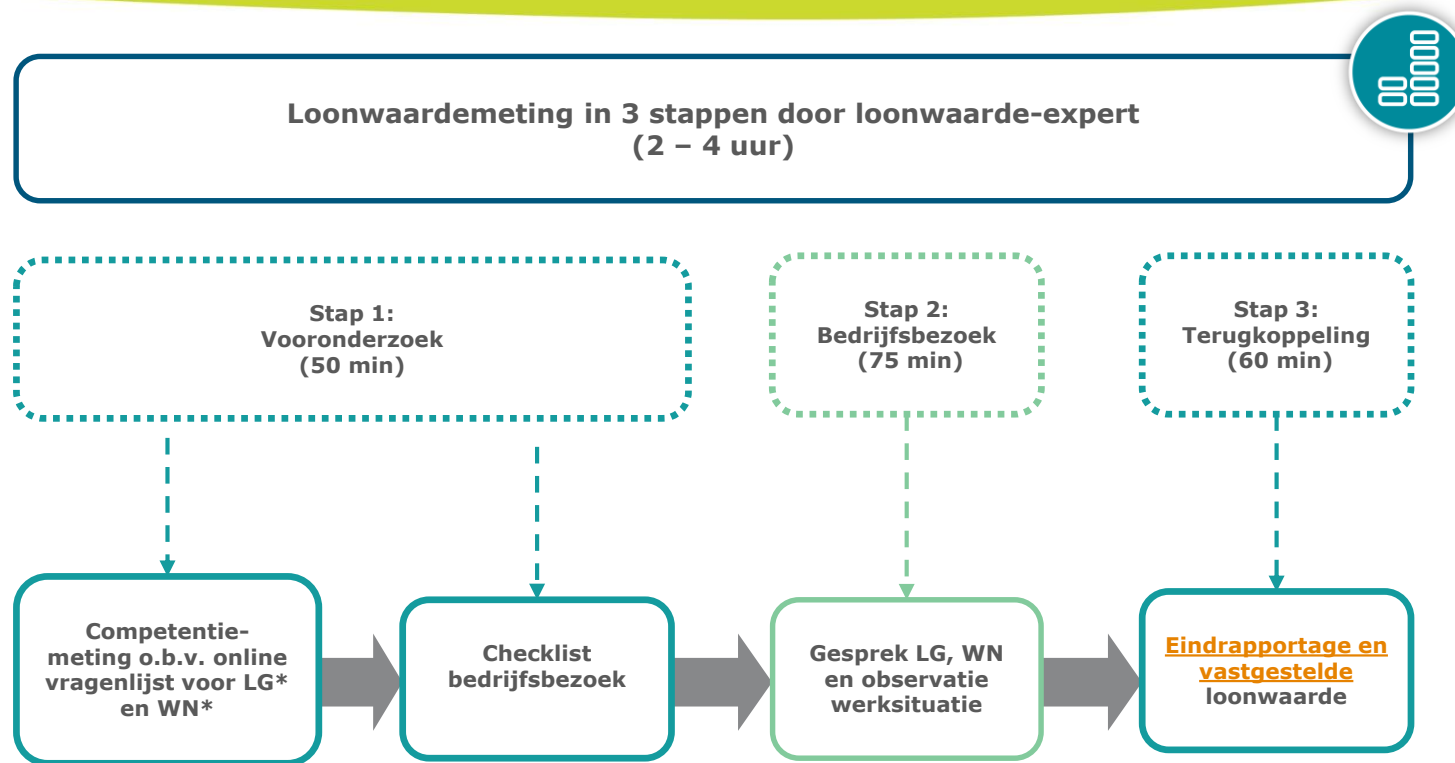 Loonwaardemeting in 3 stappen door loonwaarde-expert
(2 – 4 uur)
Stap 1:
Vooronderzoek
(50 min)
Stap 2:
Bedrijfsbezoek
(75 min)
Stap 3:
Terugkoppeling
(60 min)
Competentie-
meting o.b.v. online
vragenlijst voor LG*
en WN*
Checklist
bedrijfsbezoek
Gesprek LG, WN
en observatie
werksituatie
Eindrapportage en
vastgestelde
loonwaarde